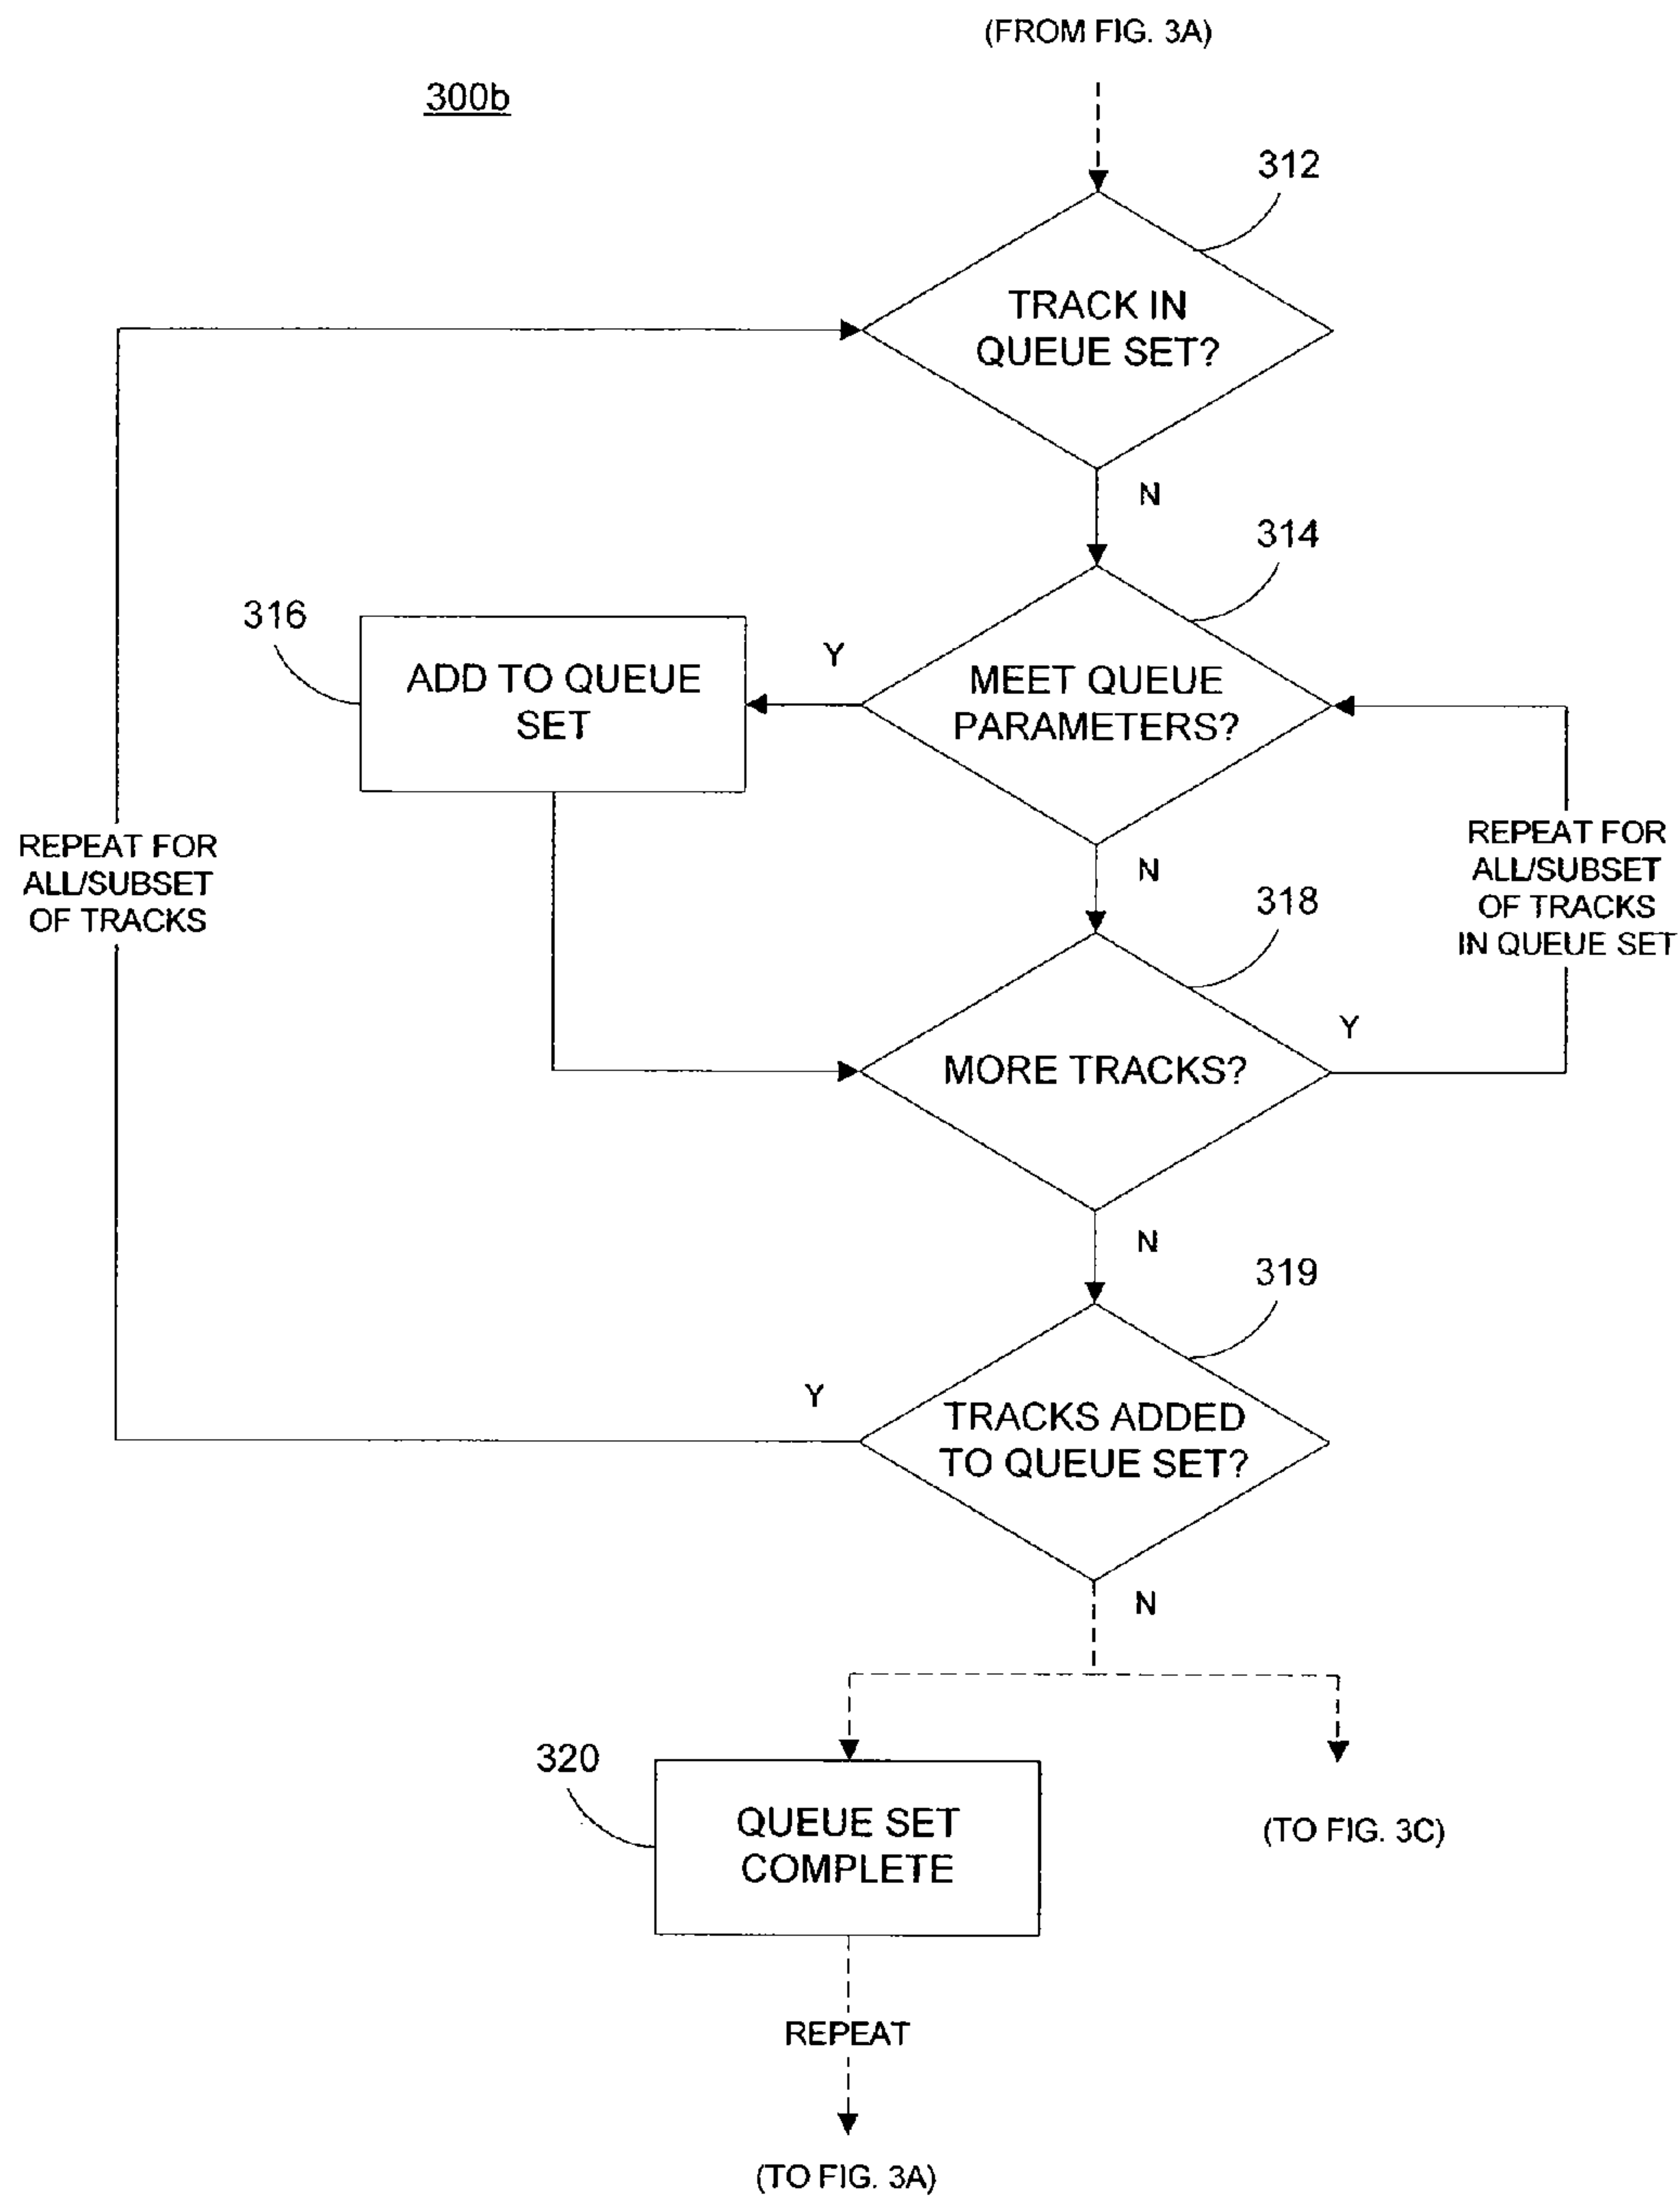 (FROM FIG. 3A)
300b
312
TRACK IN
QUEUE SET?
N
314
316
Y
ADD TO QUEUE
SET
MEET QUEUE
PARAMETERS?
REPEAT FOR
ALL/SUBSET
OF TRACKS
REPEAT FOR
ALL/SUBSET
OF TRACKS
IN QUEUE SET
N
318
Y
MORE TRACKS?
N
319
Y
TRACKS ADDED
TO QUEUE SET?
N
320
QUEUE SET
COMPLETE
(TO FIG. 3C)
REPEAT
(TO FIG. 3A)